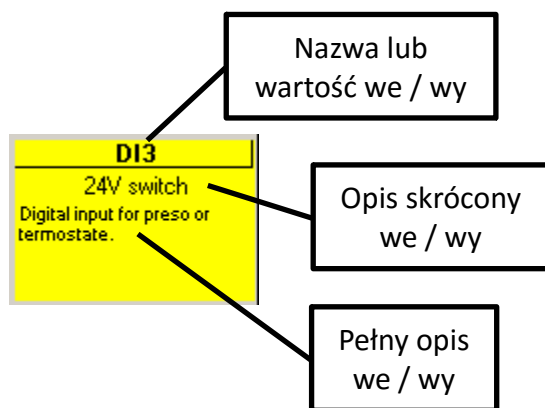 Nazwa lub
wartość we / wy
DI3
24V switch
Opis skrócony
we / wy
Digital input for preso or
termostate.
Pełny opis
we / wy